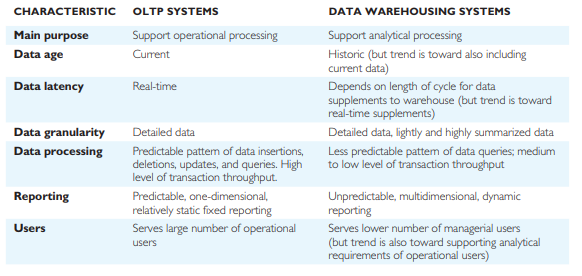 CHARACTERISTIC OLTP SYSTEMS DATA WAREHOUSING SYSTEMS
Main purpose Support operational processing Support analytical processing
Data age Current Historic (but trend is toward also including
current data)
Data latency Real-time Depends on length of cycle for data
supplements to warehouse (but trend is toward
real-time supplements)
Data granularity Detailed data Detailed data, lightly and highly summarized data
Data processing Predictable pattern of data insertions, Less predictable pattern of data queries; medium
deletions, updates, and queries. High to low level of transaction throughput
level of transaction throughput.
Reporting Predictable, one-dimensional, Unpredictable, multidimensional, dynamic
relatively static fixed reporting reporting
Users Serves large number of operational Serves lower number of managerial users
users (but trend is also toward supporting analytical
requirements of operational users)